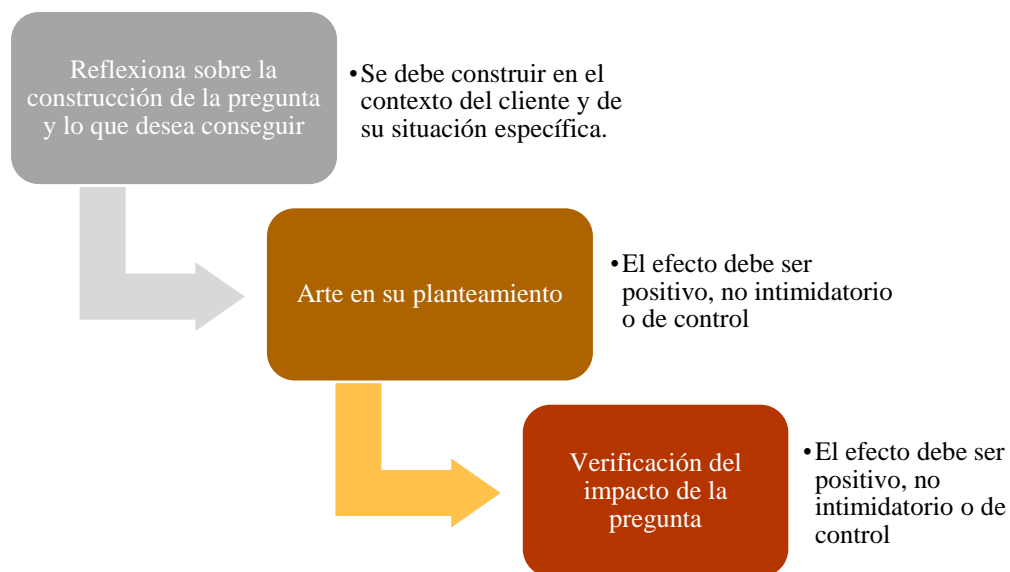 Reflexiona sobre la
construcción de la pregunta
y lo que desea conseguir
•Se debe construir en el
contexto del cliente y de
su situación específica.
Arte en su planteamiento
•El efecto debe ser
positivo, no intimidatorio
o de control
Verificación del
impacto de la
pregunta
•El efecto debe ser
positivo, no
intimidatorio o de
control